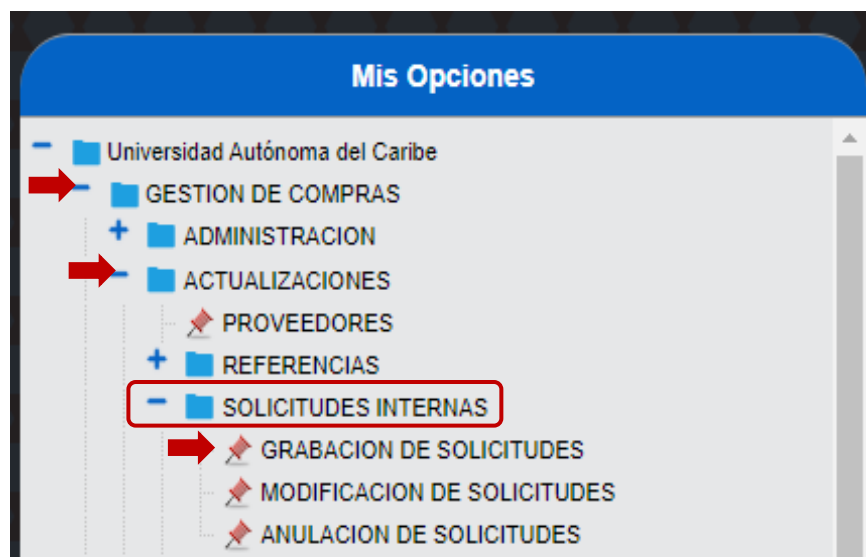 Mis Opciones
Universidad Autónoma del Caribe
GESTION DE COMPRAS
ADMINISTRACION
ACTUALIZACIONES
PROVEEDORES
REFERENCIAS
SOLICITUDES INTERNAS
GRABACION DE SOLICITUDES
MODIFICACION DE SOLICITUDES
ANULACION DE SOLICITUDES